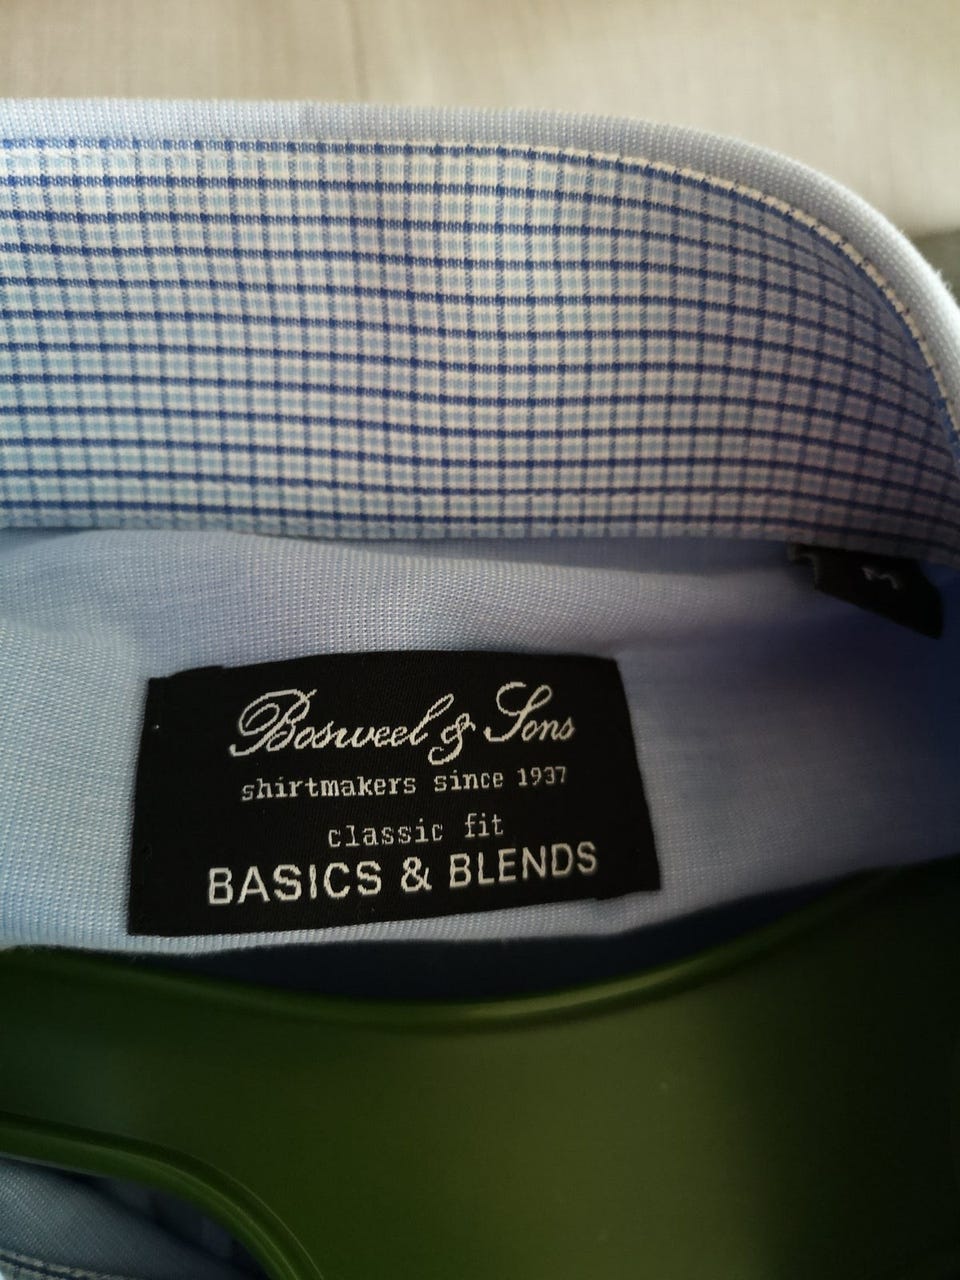 Bosweel & Sons
shirtmakers since 1937
classic fit
BASICS & BLENDS
M